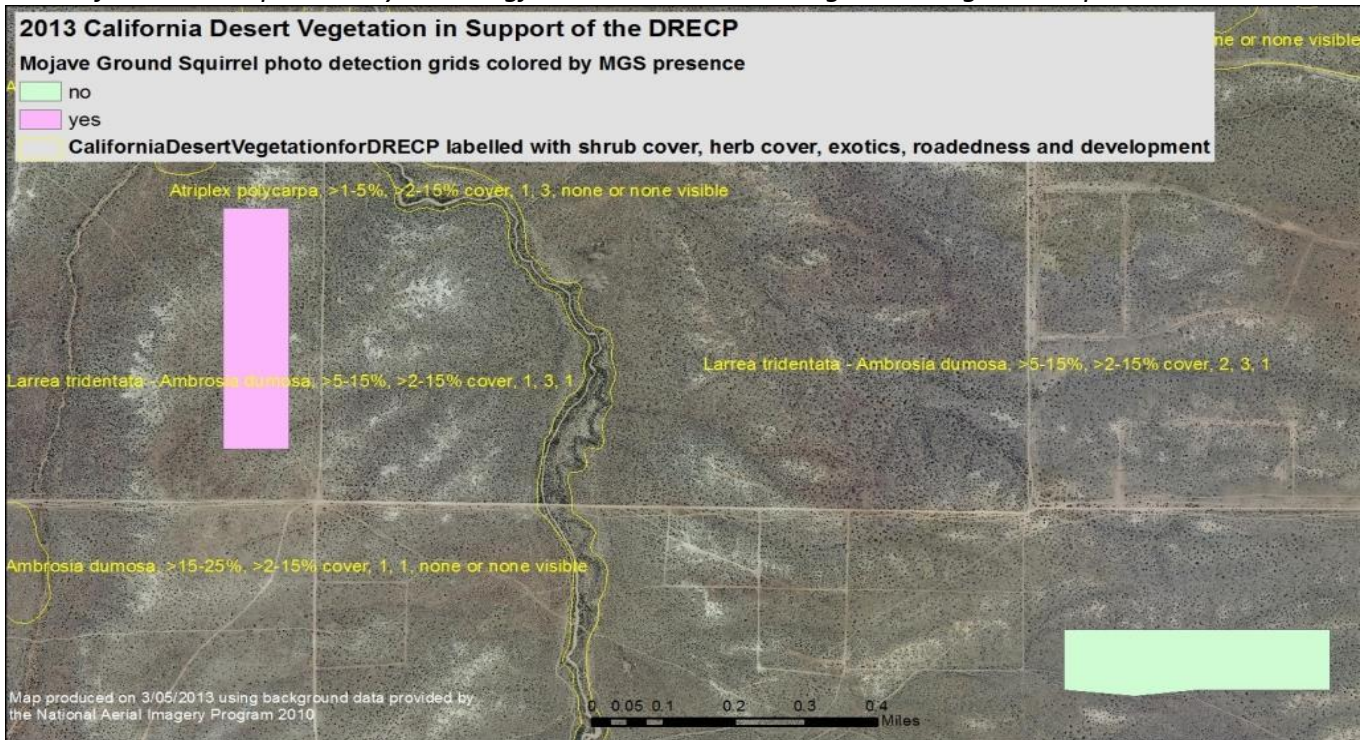 2013 California Desert Vegetation in Support of the DRECP
Mojave Ground Squirrel photo detection grids colored by MGS presence
no
yes
CaliforniaDesertVegetationforDRECP labelled with shrub cover, herb cover, exotics, roadedness and development
ne or none visible
Atriplex polycarpa, >1-5%, >2-15% cover, 1, 3, none or none visible
Larrea tridentata - Ambrosia dumosa, >5-15%, >2-15% cover, 2, 3, 1
Larrea tridentata - Ambrosia dumosa, >5-15%, >2-15% cover, 1, 3, 1
Ambrosia dumosa, >15-25%, >2-15% cover, 1, 1, none or none visible
Map produced on 3/05/2013 using background data provided by
the National Aerial Imagery Program 2010
0 0.05 0.1 0.2 0.3 0.4
Miles